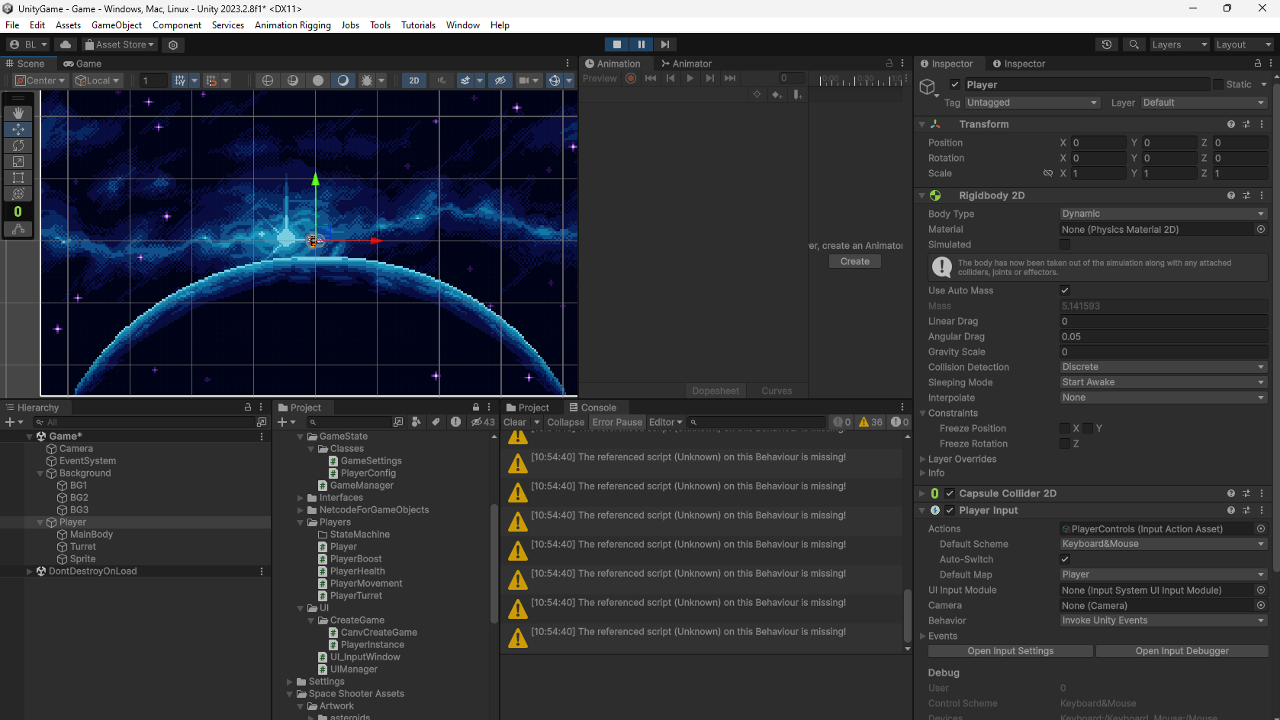 UnityGame - Game - Windows, Mac, Linux - Unity 2023.2.8f1* <DX11>
File Edit Assets GameObject Component Services Animation Rigging Jobs Tools Tutorials Window Help
BL Asset Store Layers Layout
Scene Game Animation Animator Inspector Inspector
Center Local 1 2D Preview 0
Player Static
Tag Untagged Layer Default
Transform
Position X 0 Y 0 Z 0
Rotation X 0 Y 0 Z 0
Scale X 1 Y 1 Z 1
Rigidbody 2D
Body Type Dynamic
Material None (Physics Material 2D)
Simulated
The body has now been taken out of the simulation along with any attached
colliders, joints or effectors.
er, create an Animator
Create
Use Auto Mass
Mass 5.141593
Linear Drag 0
Angular Drag 0.05
Gravity Scale 0
Collision Detection Discrete
Sleeping Mode Start Awake
Interpolate None
Constraints
Freeze Position X Y
Freeze Rotation Z
Layer Overrides
Info
Capsule Collider 2D
Player Input
Actions PlayerControls (Input Action Asset)
Default Scheme Keyboard&Mouse
Auto-Switch
Default Map Player
UI Input Module None (Input System UI Input Module)
Camera None (Camera)
Behavior Invoke Unity Events
Events
Open Input Settings Open Input Debugger
Debug
User 0
Control Scheme Keyboard&Mouse
Dopesheet Curves
Hierarchy
All
Game*
Camera
EventSystem
Background
BG1
BG2
BG3
Player
MainBody
Turret
Sprite
DontDestroyOnLoad
Project
43
GameState
Classes
GameSettings
PlayerConfig
GameManager
Interfaces
NetcodeForGameObjects
Players
StateMachine
Player
PlayerBoost
PlayerHealth
PlayerMovement
PlayerTurret
UI
CreateGame
CanvCreateGame
PlayerInstance
UI_InputWindow
UIManager
Settings
Space Shooter Assets
Artwork
asteroids
Project Console
Clear Collapse Error Pause Editor 0 36 0
[10:54:40] The referenced script (Unknown) on this Behaviour is missing!
[10:54:40] The referenced script (Unknown) on this Behaviour is missing!
[10:54:40] The referenced script (Unknown) on this Behaviour is missing!
[10:54:40] The referenced script (Unknown) on this Behaviour is missing!
[10:54:40] The referenced script (Unknown) on this Behaviour is missing!
[10:54:40] The referenced script (Unknown) on this Behaviour is missing!
[10:54:40] The referenced script (Unknown) on this Behaviour is missing!